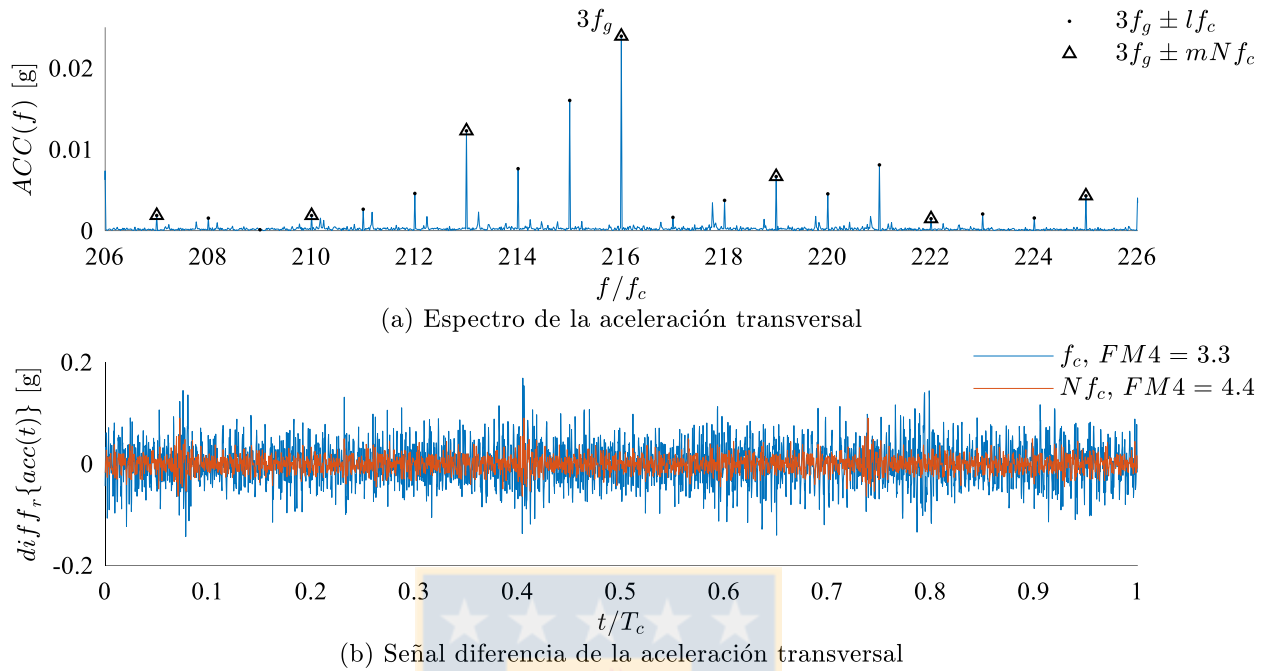 3f_g
• 3f_g ± lf_c
△ 3f_g ± mNf_c
ACC(f) [g]
0.02
0.01
0
206 208 210 212 214 216 218 220 222 224 226
f/f_c
(a) Espectro de la aceleración transversal
f_c, FM4 = 3.3
Nf_c, FM4 = 4.4
diff_r{acc(t)} [g]
0.2
0
-0.2
0 0.1 0.2 0.3 0.4 0.5 0.6 0.7 0.8 0.9 1
t/T_c
(b) Señal diferencia de la aceleración transversal